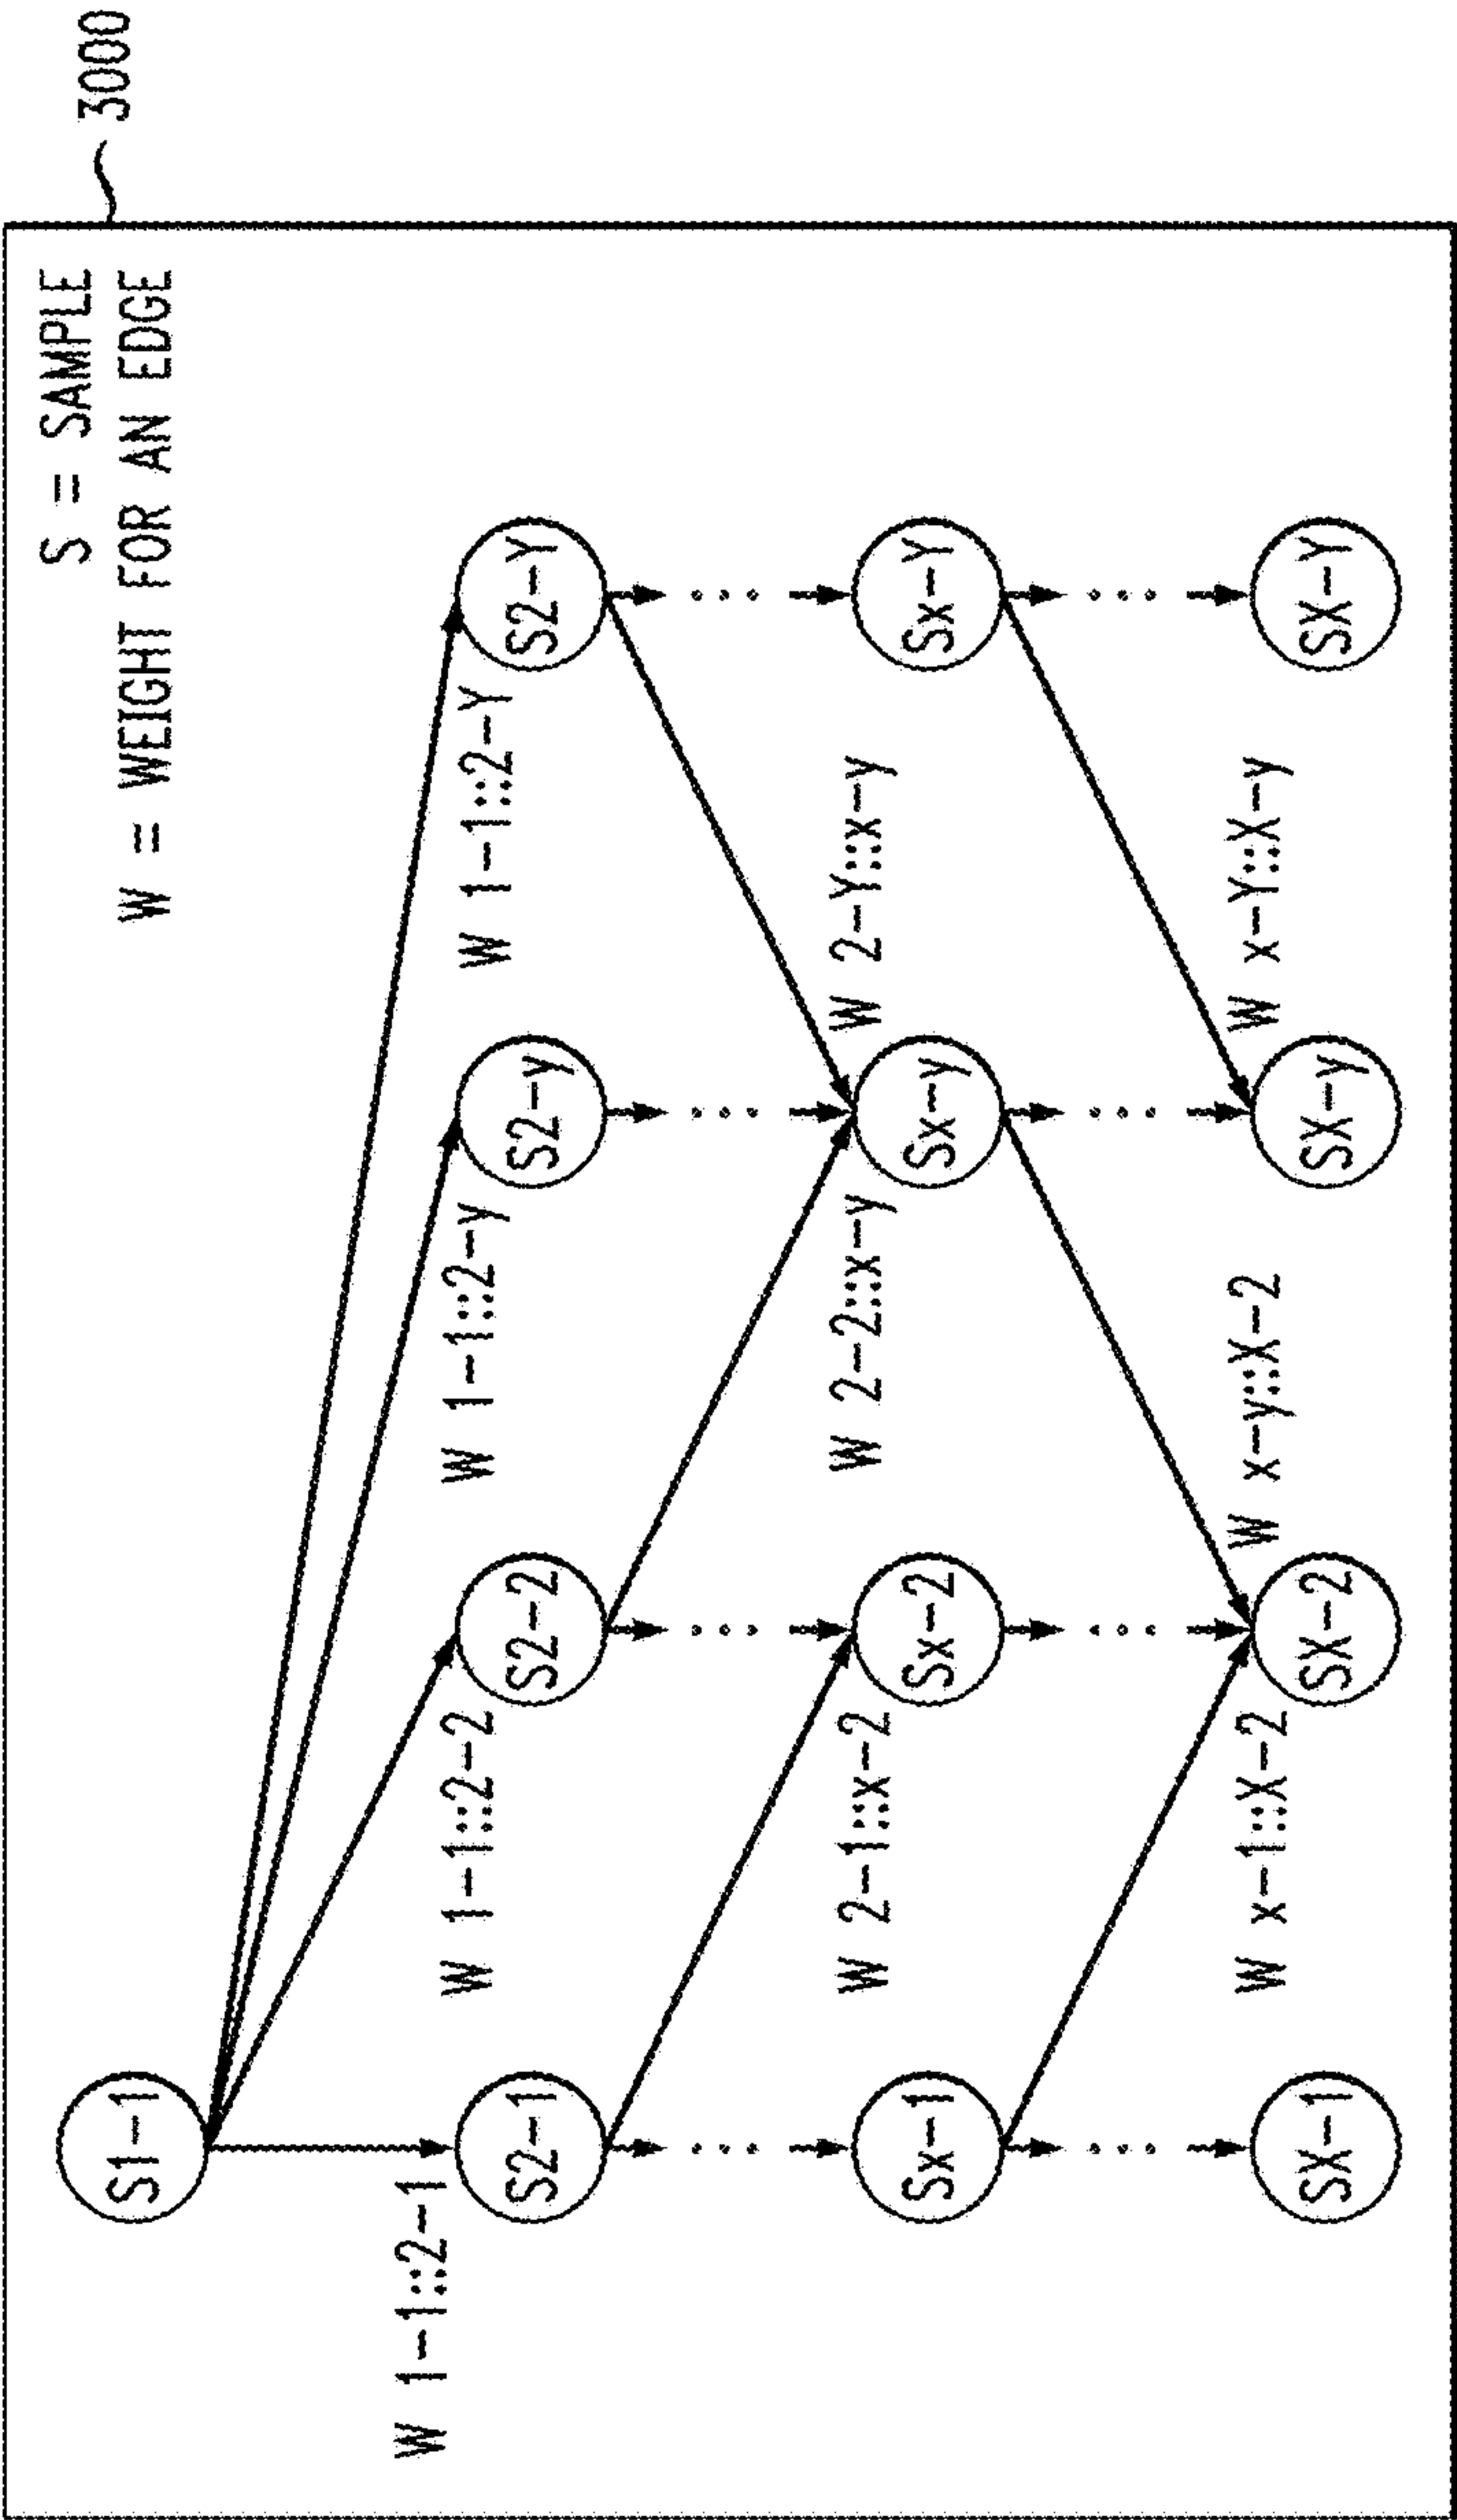 3000
S = SAMPLE
W = WEIGHT FOR AN EDGE
S1-1
W 1-1::2-1
W 1-1::2-2
W 1-1::2-y
W 1-1::2-Y
S2-1
S2-2
S2-y
S2-Y
W 2-1::x-2
W 2-2::x-y
W 2-Y::x-y
Sx-1
Sx-2
Sx-y
Sx-Y
W x-1::X-2
W x-y::X-2
W x-Y::X-y
SX-1
SX-2
SX-y
SX-Y